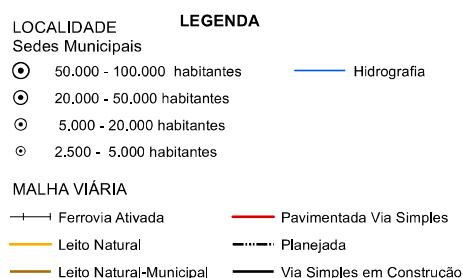 LEGENDA
LOCALIDADE
Sedes Municipais
50.000 - 100.000 habitantes
Hidrografia
20.000 - 50.000 habitantes
5.000 - 20.000 habitantes
2.500 - 5.000 habitantes
MALHA VIÁRIA
Ferrovia Ativada
Pavimentada Via Simples
Leito Natural
Planejada
Leito Natural-Municipal
Via Simples em Construção